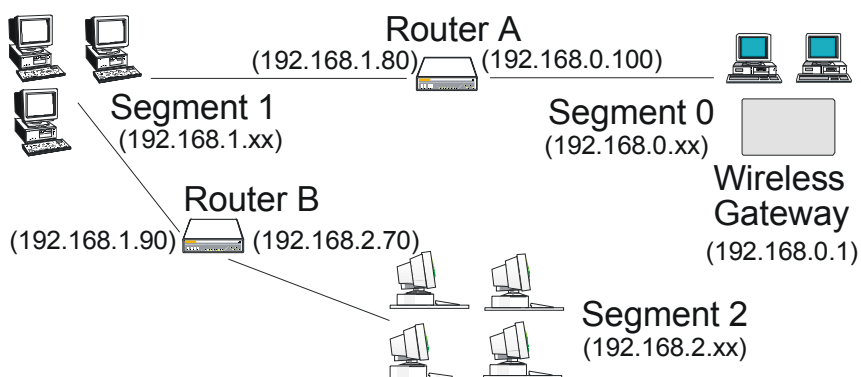 Router A
(192.168.1.80)
(192.168.0.100)
Segment 1
(192.168.1.xx)
Segment 0
(192.168.0.xx)
Wireless
Gateway
(192.168.0.1)
Router B
(192.168.1.90)
(192.168.2.70)
Segment 2
(192.168.2.xx)